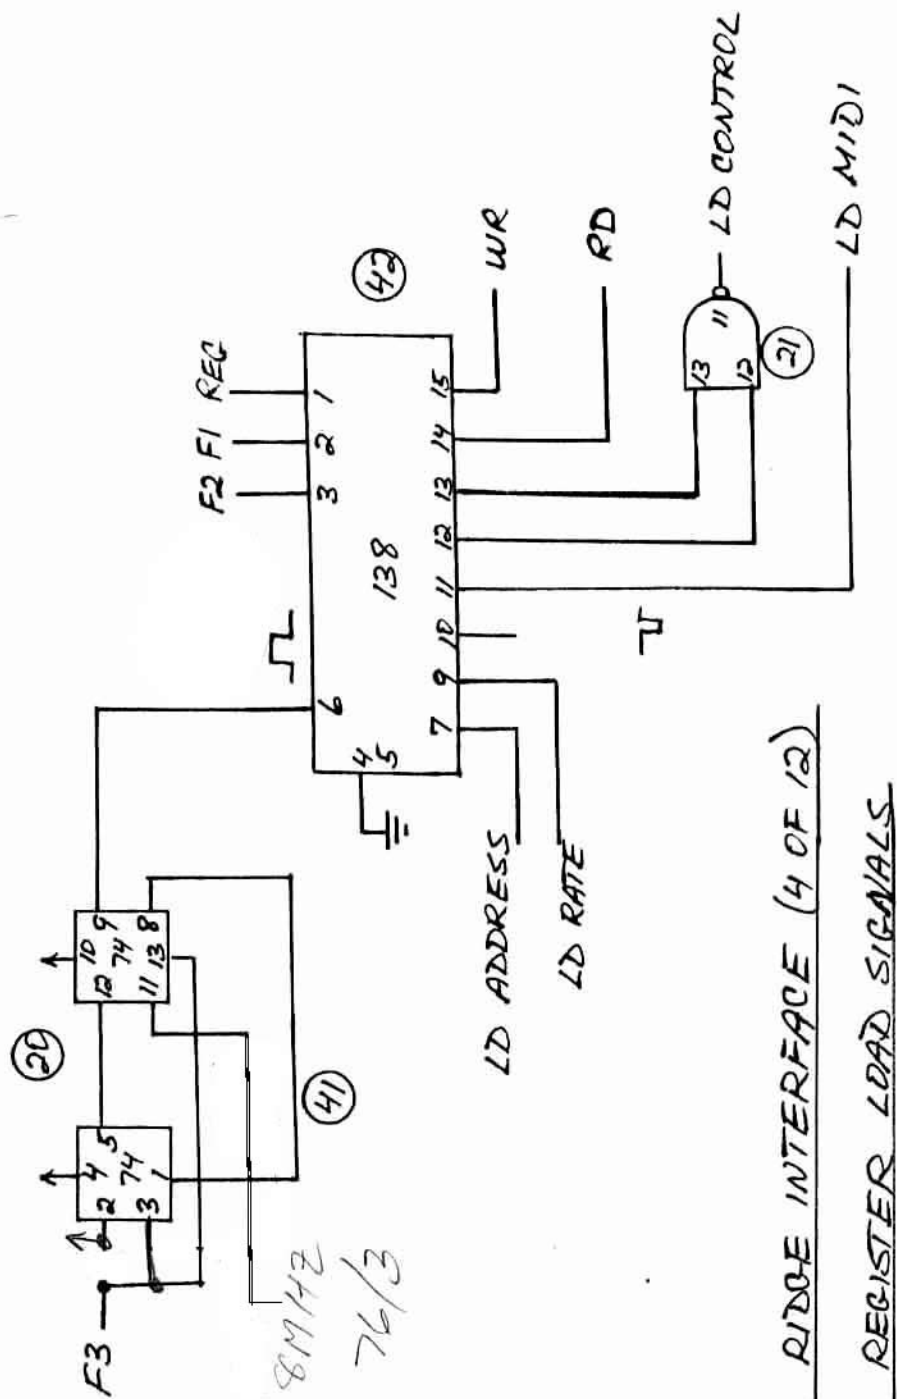 F3
8MHZ
76/3
2 4 5
74
3 1
20
10
12 9
74
11 13 8
41
6
4
5
138
F2 F1 REG
3 2 1
42
7 9 10 11 12 13 14 15
WR
RD
13
12 11
21
LD CONTROL
LD MIDI
LD ADDRESS
LD RATE
RIDGE INTERFACE (4 OF 12)
REGISTER LOAD SIGNALS